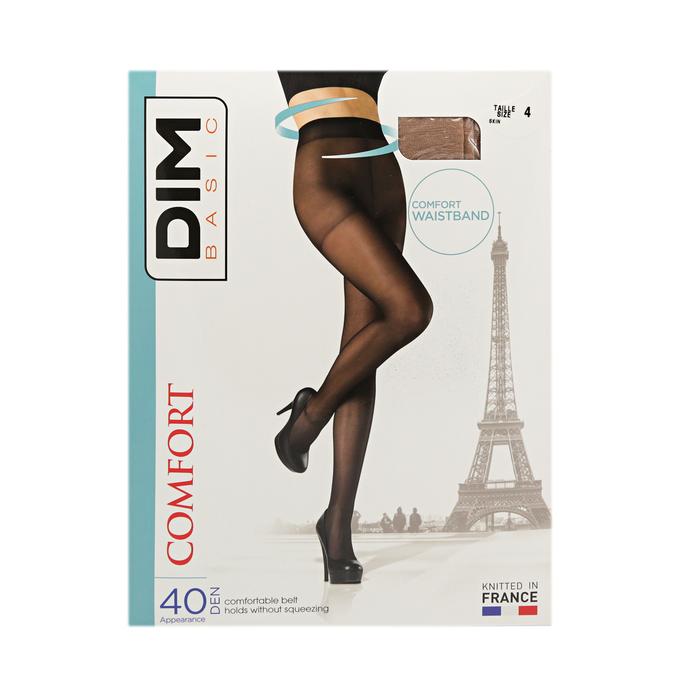 DIM
BASIC
TAILLE
SIZE
4
SKIN
COMFORT
WAISTBAND
COMFORT
40 DEN
Appearance
comfortable belt
holds without squeezing
KNITTED IN
FRANCE